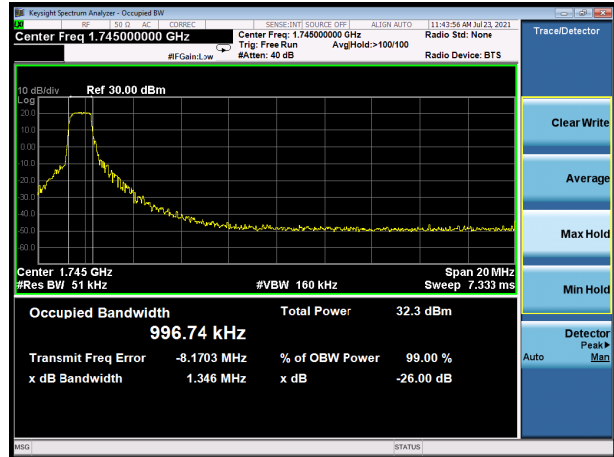 Keysight Spectrum Analyzer - Occupied BW
LXI RF 50 Ω AC CORREC SENSE:INT SOURCE OFF ALIGN AUTO 11:43:56 AM Jul 23, 2021
Center Freq 1.745000000 GHz
Center Freq: 1.745000000 GHz
Radio Std: None
Trig: Free Run Avg|Hold:>100/100
#IFGain:Low
#Atten: 40 dB
Radio Device: BTS
Trace/Detector
10 dB/div Ref 30.00 dBm
Log
20.0
10.0
0.00
-10.0
-20.0
-30.0
-40.0
-50.0
-60.0
Center 1.745 GHz
Span 20 MHz
#Res BW 51 kHz
#VBW 160 kHz
Sweep 7.333 ms
Occupied Bandwidth
Total Power 32.3 dBm
996.74 kHz
Transmit Freq Error -8.1703 MHz
% of OBW Power 99.00 %
x dB Bandwidth 1.346 MHz
x dB -26.00 dB
Clear Write
Average
Max Hold
Min Hold
Detector
Peak▶
Auto Man
MSG
STATUS